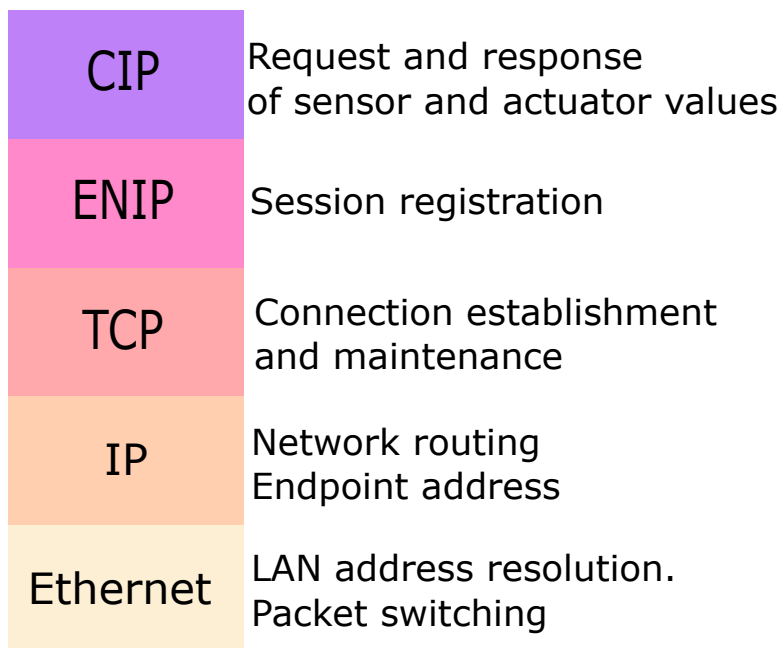 CIP
Request and response
of sensor and actuator values
ENIP
Session registration
TCP
Connection establishment
and maintenance
IP
Network routing
Endpoint address
Ethernet
LAN address resolution.
Packet switching